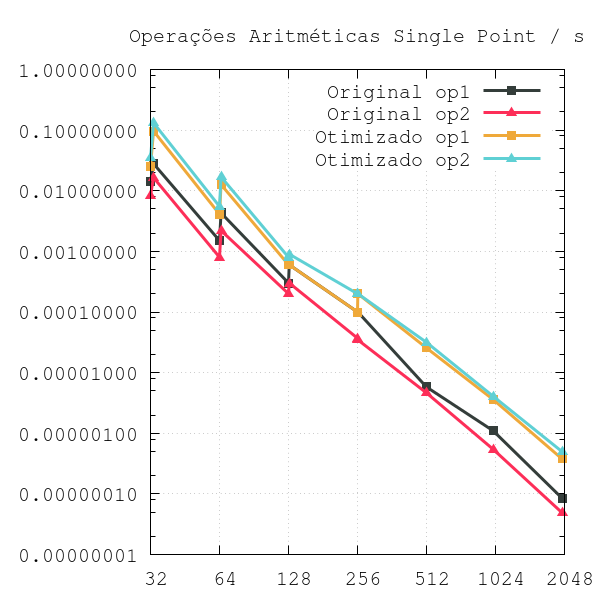 Operações Aritméticas Single Point / s
1.00000000
0.10000000
0.01000000
0.00100000
0.00010000
0.00001000
0.00000100
0.00000010
0.00000001
Original op1
Original op2
Otimizado op1
Otimizado op2
32 64 128 256 512 1024 2048